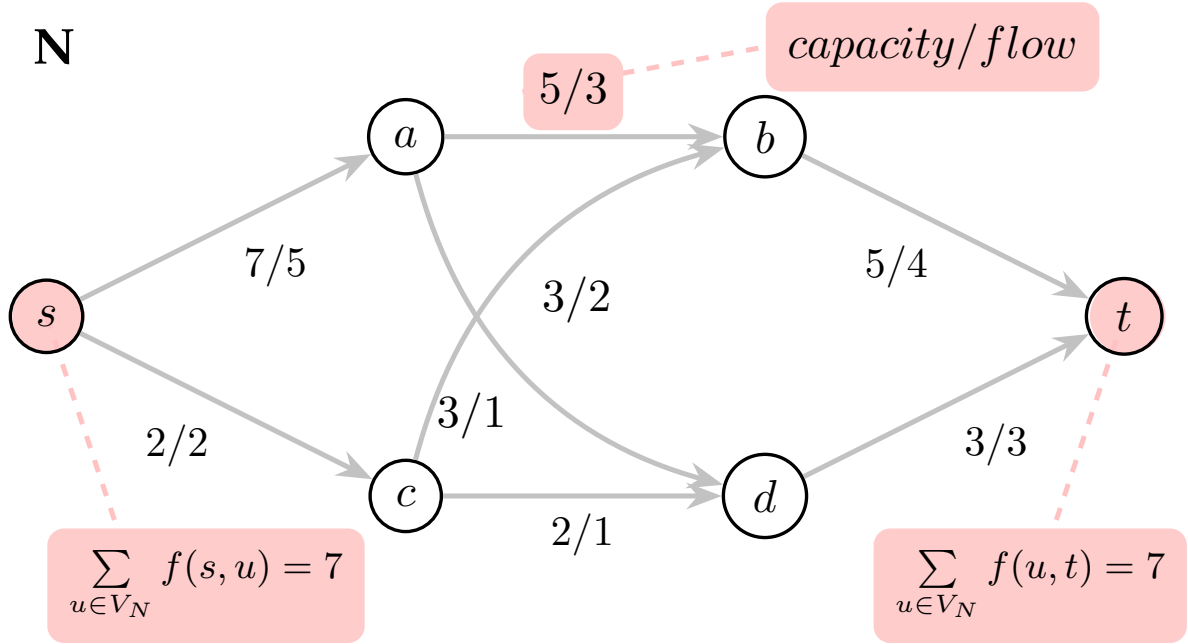 N
capacity/flow
5/3
a
b
7/5
3/2
5/4
s
t
3/1
2/2
3/3
c
d
2/1
∑ f(s, u) = 7
u∈V_N
∑ f(u, t) = 7
u∈V_N